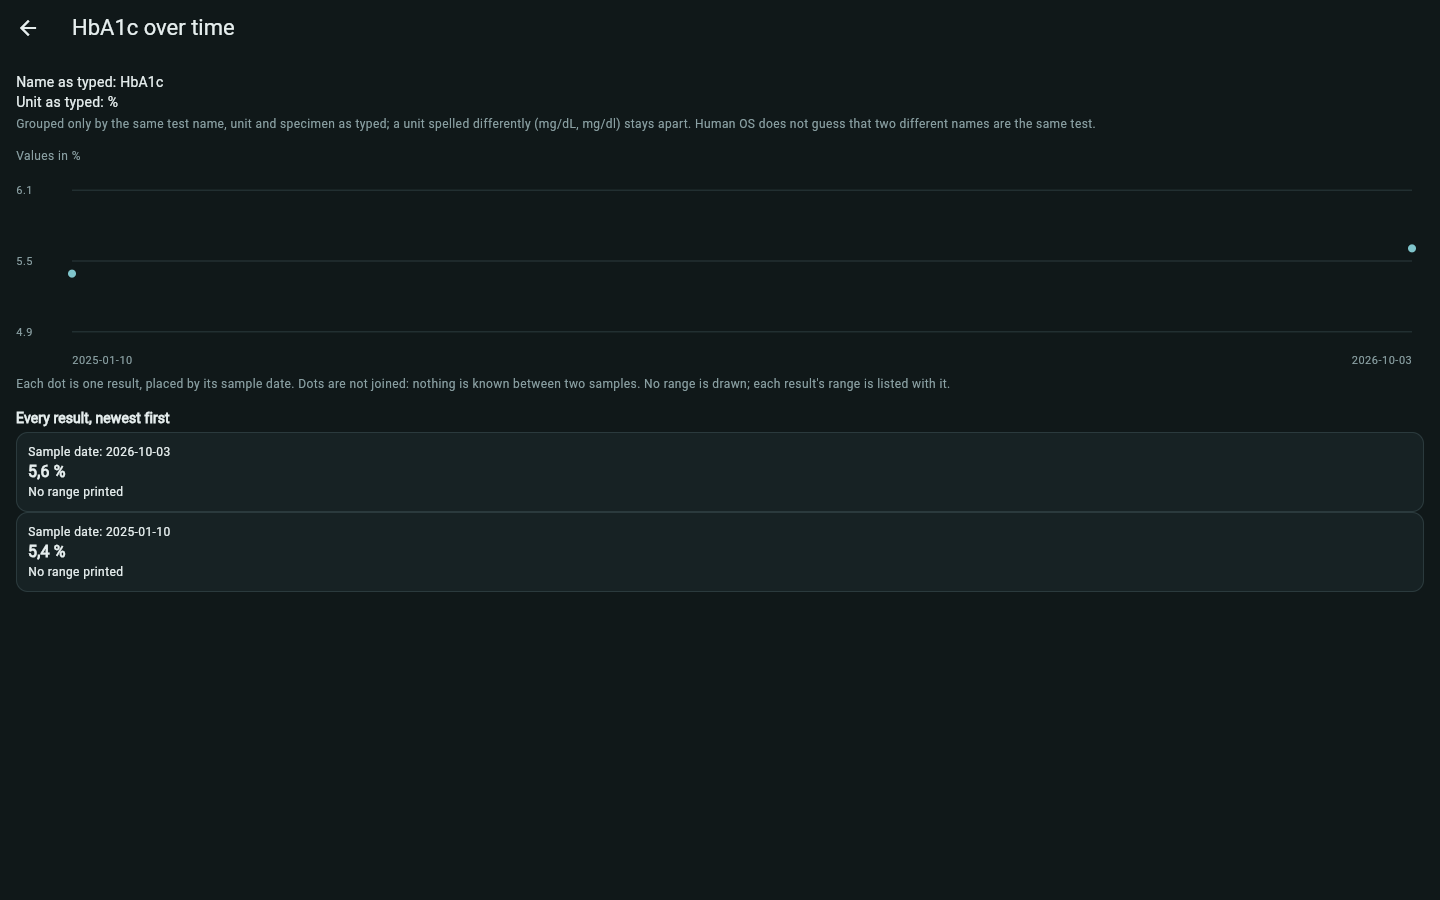 HbA1c over time
Name as typed: HbA1c
Unit as typed: %
Grouped only by the same test name, unit and specimen as typed; a unit spelled differently (mg/dL, mg/dl) stays apart. Human OS does not guess that two different names are the same test.
Values in %
6.1
5.5
4.9
2025-01-10 2026-10-03
Each dot is one result, placed by its sample date. Dots are not joined: nothing is known between two samples. No range is drawn; each result's range is listed with it.
Every result, newest first
Sample date: 2026-10-03
5,6 %
No range printed
Sample date: 2025-01-10
5,4 %
No range printed